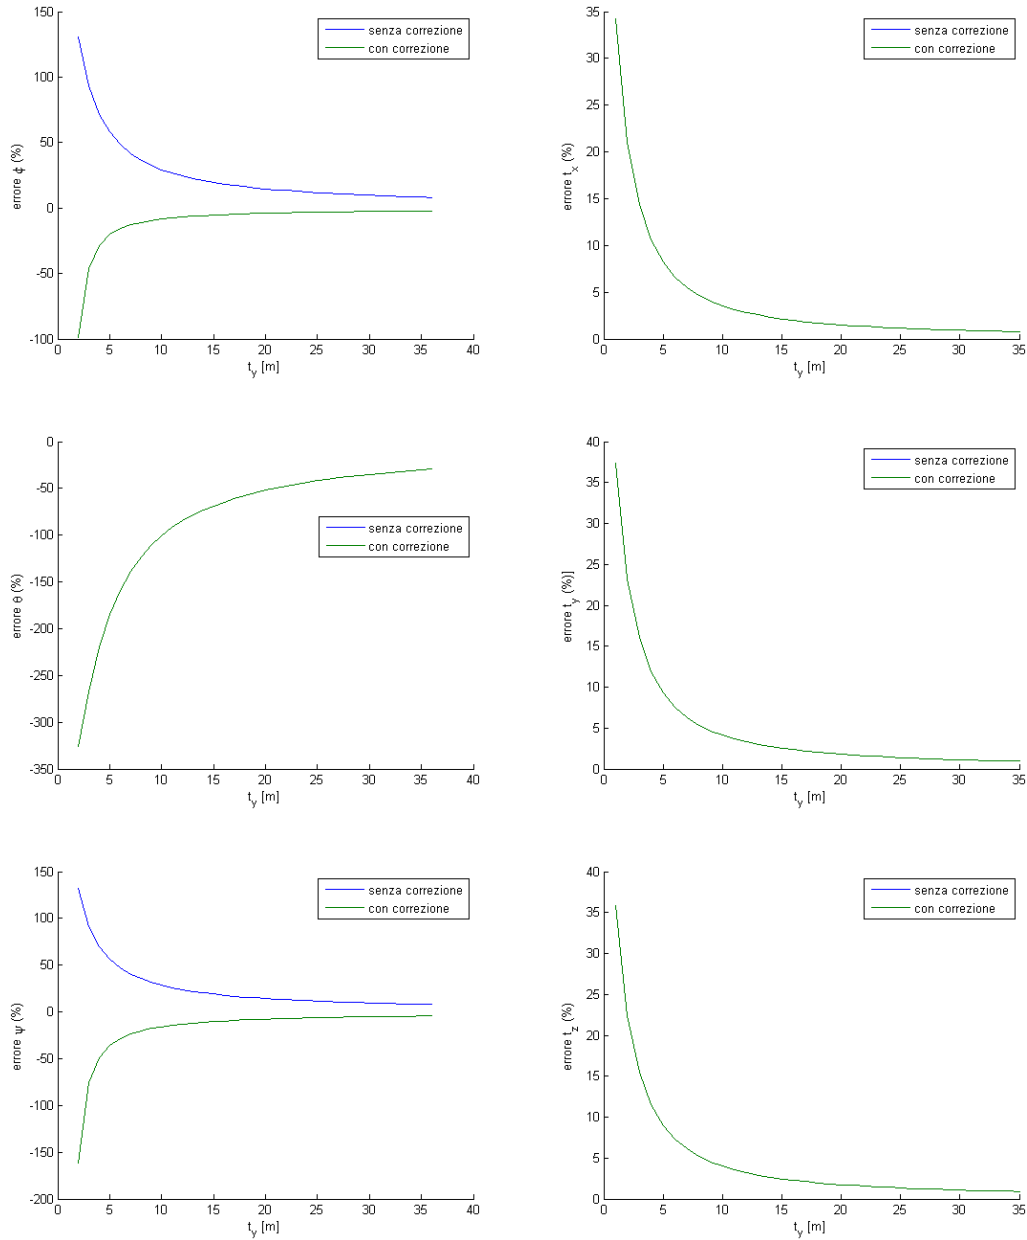 150
100
50
0
-50
-100
errore ϕ (%)
senza correzione
con correzione
0 5 10 15 20 25 30 35 40
t_y [m]
35
30
25
20
15
10
5
0
errore t_x (%)
senza correzione
con correzione
0 5 10 15 20 25 30 35
t_y [m]
0
-50
-100
-150
-200
-250
-300
-350
errore θ (%)
senza correzione
con correzione
0 5 10 15 20 25 30 35 40
t_y [m]
40
35
30
25
20
15
10
5
0
errore t_y (%)]
senza correzione
con correzione
0 5 10 15 20 25 30 35
t_y [m]
150
100
50
0
-50
-100
-150
-200
errore ψ (%)
senza correzione
con correzione
0 5 10 15 20 25 30 35 40
t_y [m]
40
35
30
25
20
15
10
5
0
errore t_z (%)
senza correzione
con correzione
0 5 10 15 20 25 30 35
t_y [m]